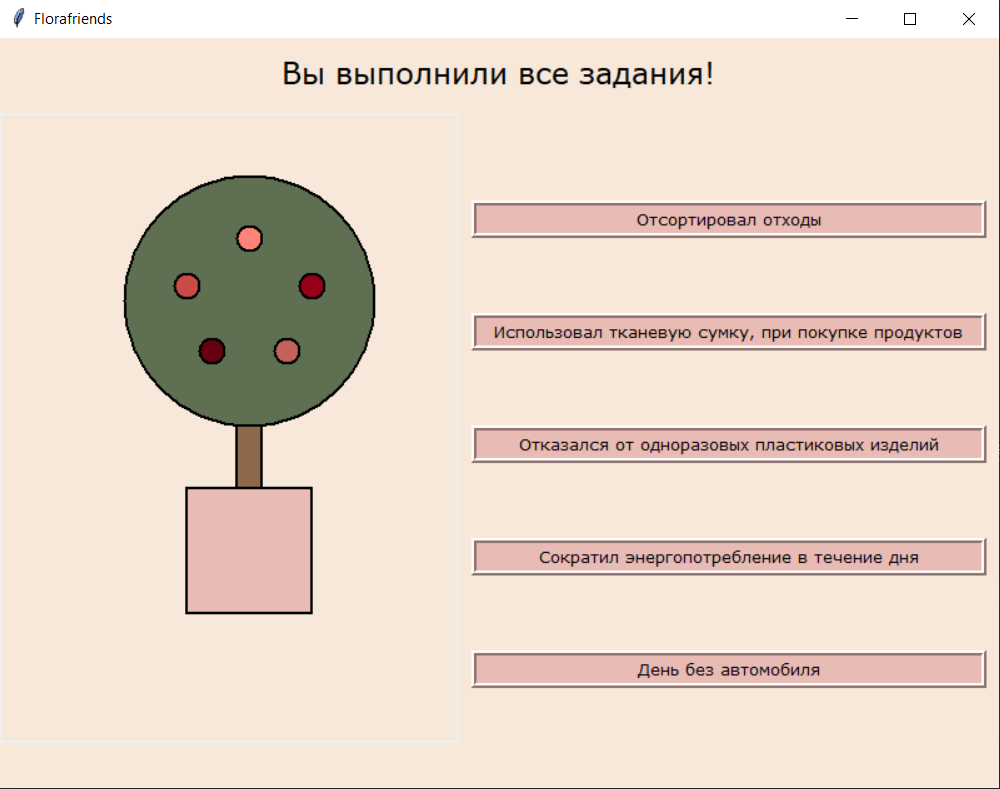 Florafriends
Вы выполнили все задания!
Отсортировал отходы
Использовал тканевую сумку, при покупке продуктов
Отказался от одноразовых пластиковых изделий
Сократил энергопотребление в течение дня
День без автомобиля